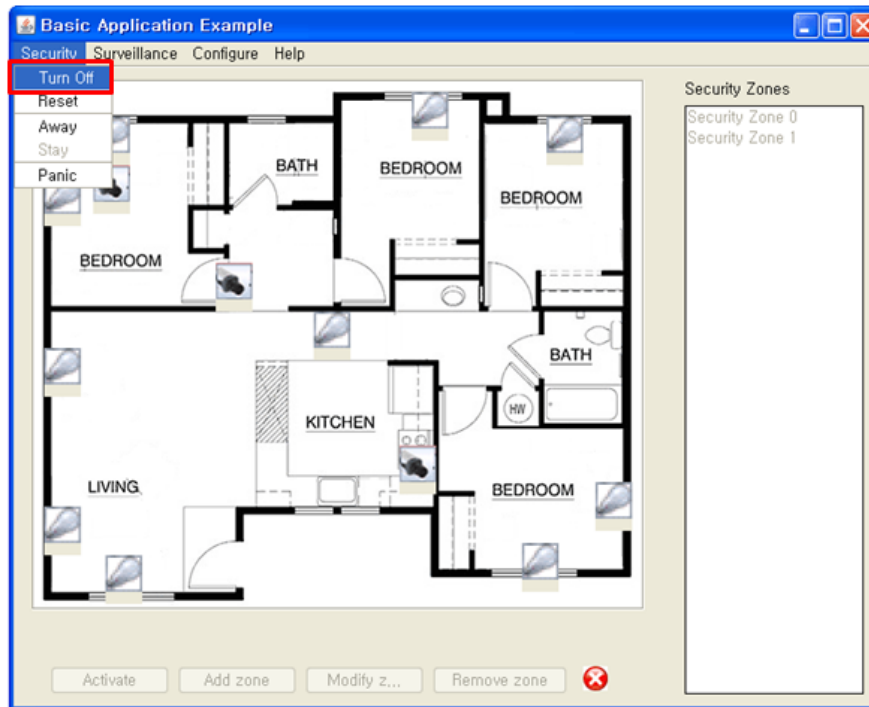 Basic Application Example
Security Surveillance Configure Help
Turn Off
Reset
Away
Stay
Panic
Security Zones
Security Zone 0
Security Zone 1
BATH
BEDROOM
BEDROOM
BEDROOM
BATH
HW
KITCHEN
LIVING
BEDROOM
Activate Add zone Modify z... Remove zone